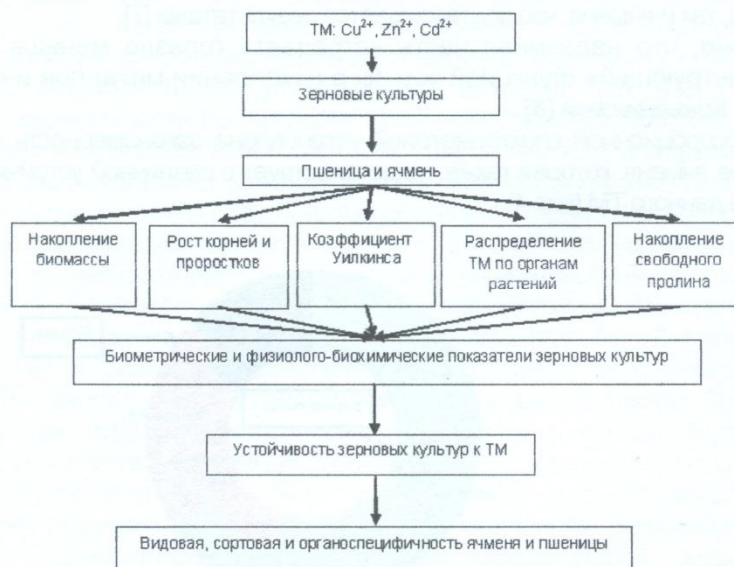 ТМ: Cu²⁺, Zn²⁺, Cd²⁺
Зерновые культуры
Пшеница и ячмень
Накопление
биомассы
Рост корней и
проростков
Коэффициент
Уилкинса
Распределение
ТМ по органам
растений
Накопление
свободного
пролина
Биометрические и физиолого-биохимические показатели зерновых культур
Устойчивость зерновых культур к ТМ
Видовая, сортовая и органоспецифичность ячменя и пшеницы